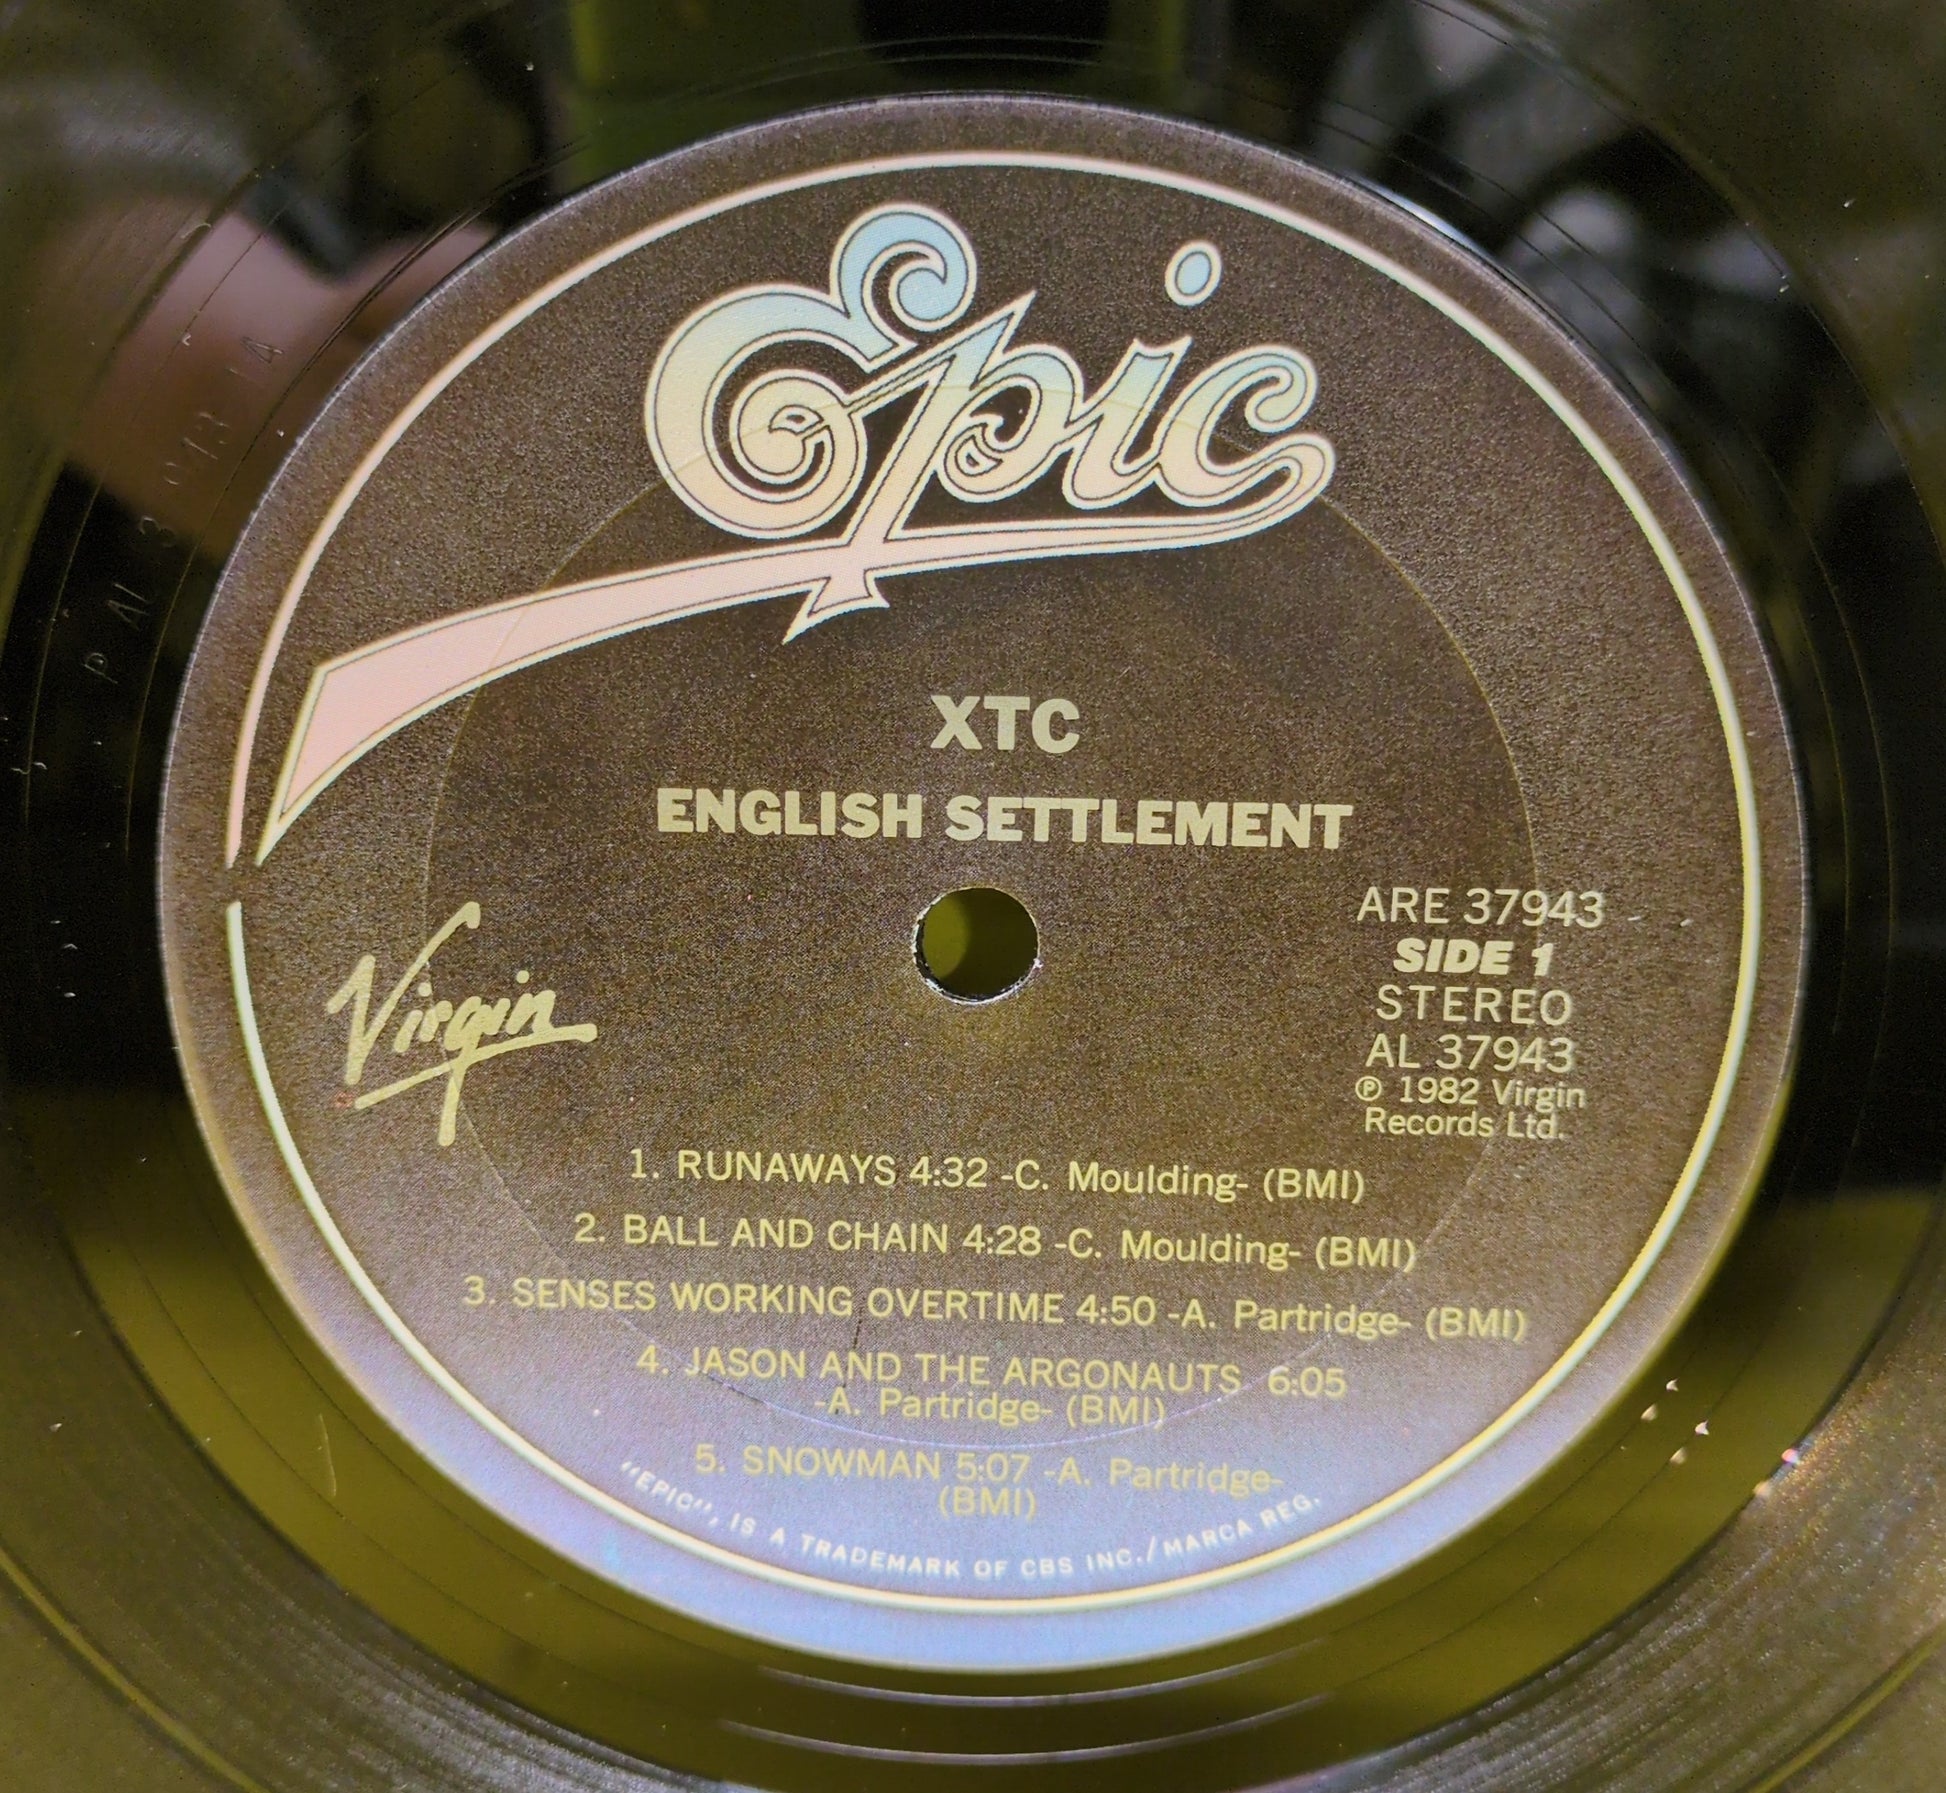 Epic
XTC
ENGLISH SETTLEMENT
Virgin
ARE 37943
SIDE 1
STEREO
AL 37943
℗ 1982 Virgin
Records Ltd.
1. RUNAWAYS 4:32 -C. Moulding- (BMI)
2. BALL AND CHAIN 4:28 -C. Moulding- (BMI)
3. SENSES WORKING OVERTIME 4:50 -A. Partridge- (BMI)
4. JASON AND THE ARGONAUTS 6:05
-A. Partridge- (BMI)
5. SNOWMAN 5:07 -A. Partridge-
(BMI)
"EPIC", IS A TRADEMARK OF CBS INC./MARCA REG.